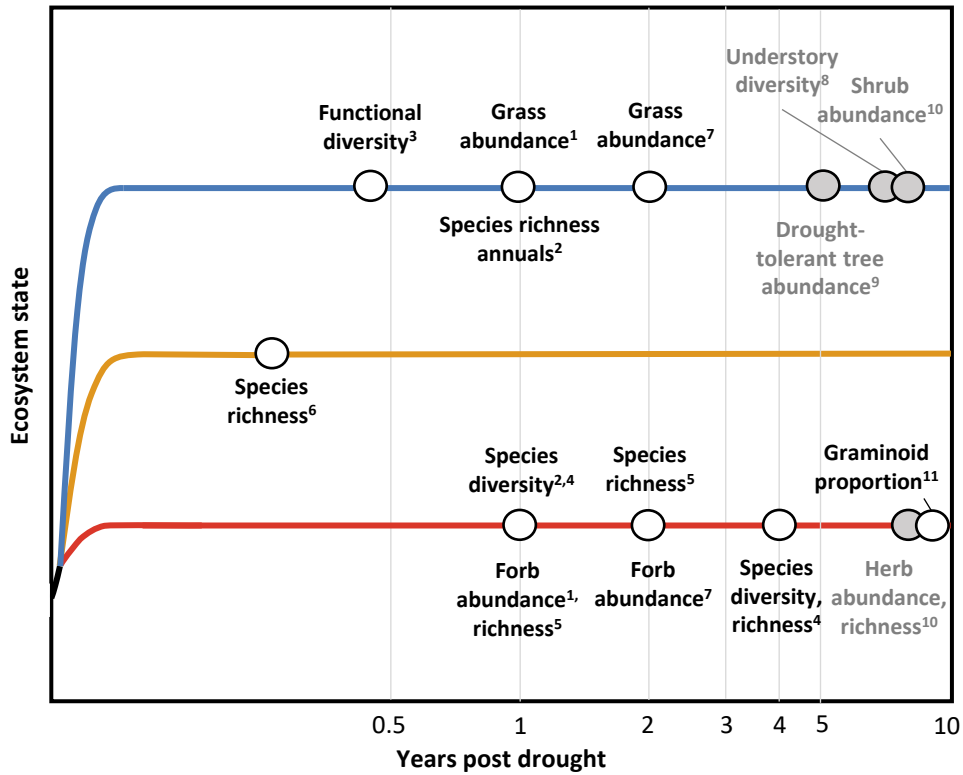 Understory
diversity⁸
Shrub
abundance¹⁰
Functional
diversity³
Grass
abundance¹
Grass
abundance⁷
Species richness
annuals²
Drought-
tolerant tree
abundance⁹
Ecosystem state
Species
richness⁶
Species
diversity²,⁴
Species
richness⁵
Graminoid
proportion¹¹
Forb
abundance¹,
richness⁵
Forb
abundance⁷
Species
diversity,
richness⁴
Herb
abundance,
richness¹⁰
0.5 1 2 3 4 5 10
Years post drought